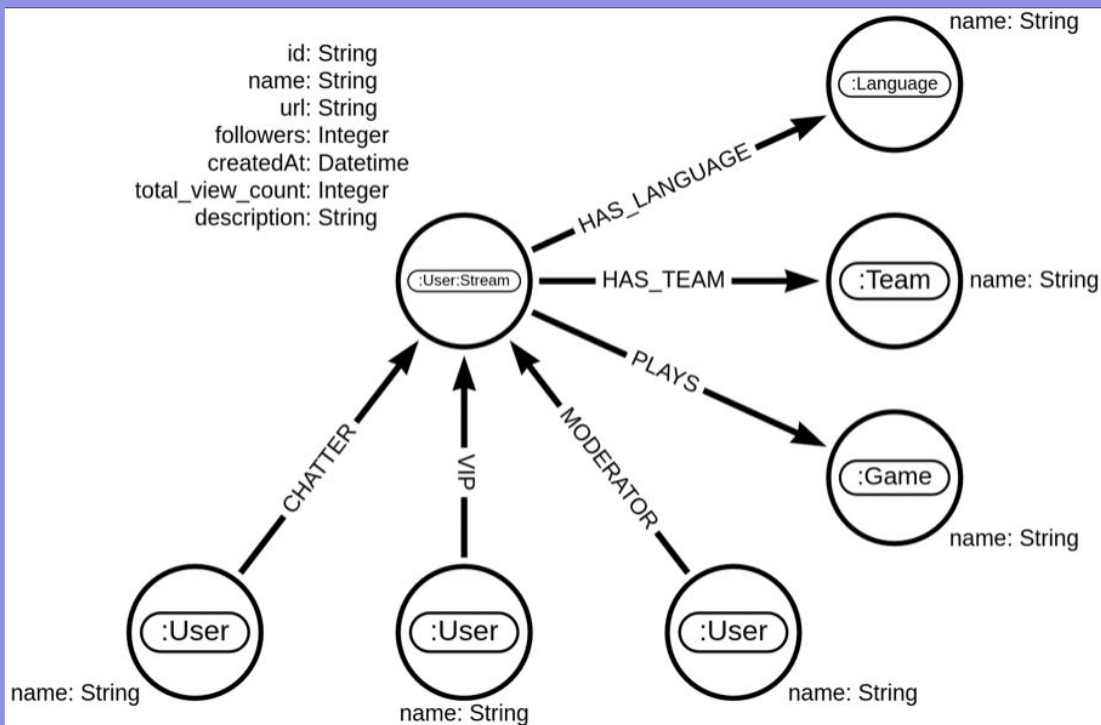 name: String
id: String
name: String
url: String
followers: Integer
createdAt: Datetime
total_view_count: Integer
description: String
:Language
HAS_LANGUAGE
:User:Stream
HAS_TEAM
:Team
name: String
PLAYS
:Game
name: String
CHATTER
VIP
MODERATOR
:User
:User
:User
name: String
name: String
name: String